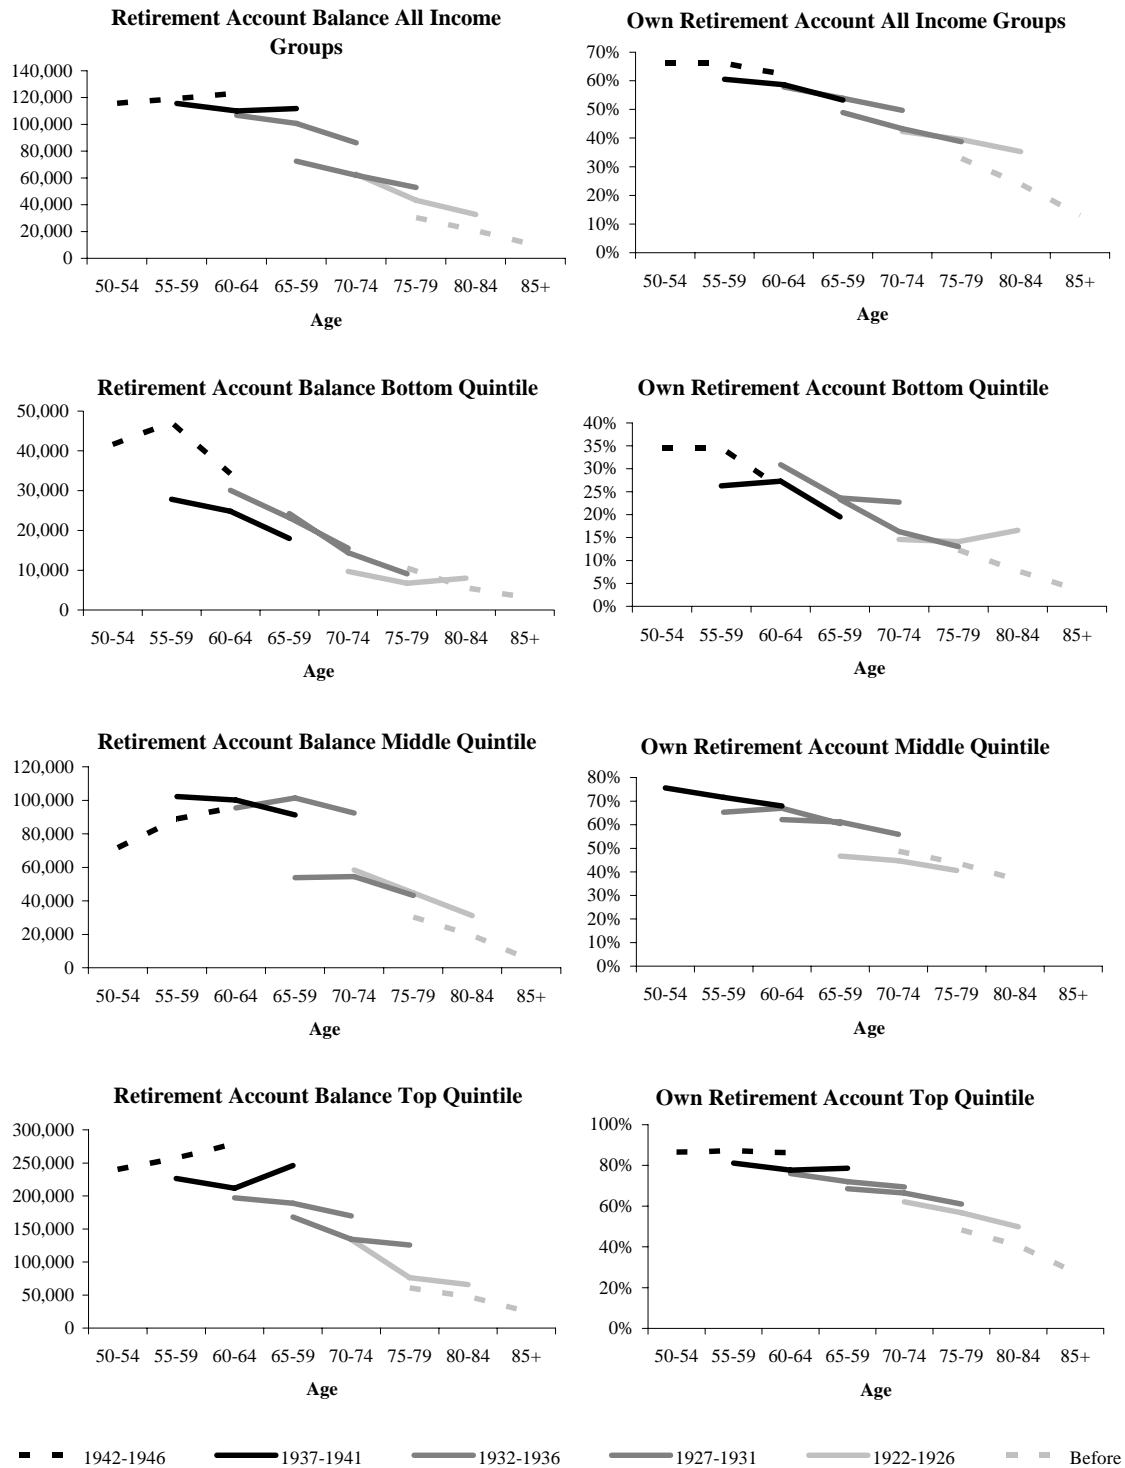 Retirement Account Balance All Income
Groups
140,000
120,000
100,000
80,000
60,000
40,000
20,000
0
50-54 55-59 60-64 65-59 70-74 75-79 80-84 85+
Age
Own Retirement Account All Income Groups
70%
60%
50%
40%
30%
20%
10%
0%
50-54 55-59 60-64 65-59 70-74 75-79 80-84 85+
Age
Retirement Account Balance Bottom Quintile
50,000
40,000
30,000
20,000
10,000
0
50-54 55-59 60-64 65-59 70-74 75-79 80-84 85+
Age
Own Retirement Account Bottom Quintile
40%
35%
30%
25%
20%
15%
10%
5%
0%
50-54 55-59 60-64 65-59 70-74 75-79 80-84 85+
Age
Retirement Account Balance Middle Quintile
120,000
100,000
80,000
60,000
40,000
20,000
0
50-54 55-59 60-64 65-59 70-74 75-79 80-84 85+
Age
Own Retirement Account Middle Quintile
80%
70%
60%
50%
40%
30%
20%
10%
0%
50-54 55-59 60-64 65-59 70-74 75-79 80-84 85+
Age
Retirement Account Balance Top Quintile
300,000
250,000
200,000
150,000
100,000
50,000
0
50-54 55-59 60-64 65-59 70-74 75-79 80-84 85+
Age
Own Retirement Account Top Quintile
100%
80%
60%
40%
20%
0%
50-54 55-59 60-64 65-59 70-74 75-79 80-84 85+
Age
1942-1946 1937-1941 1932-1936 1927-1931 1922-1926 Before